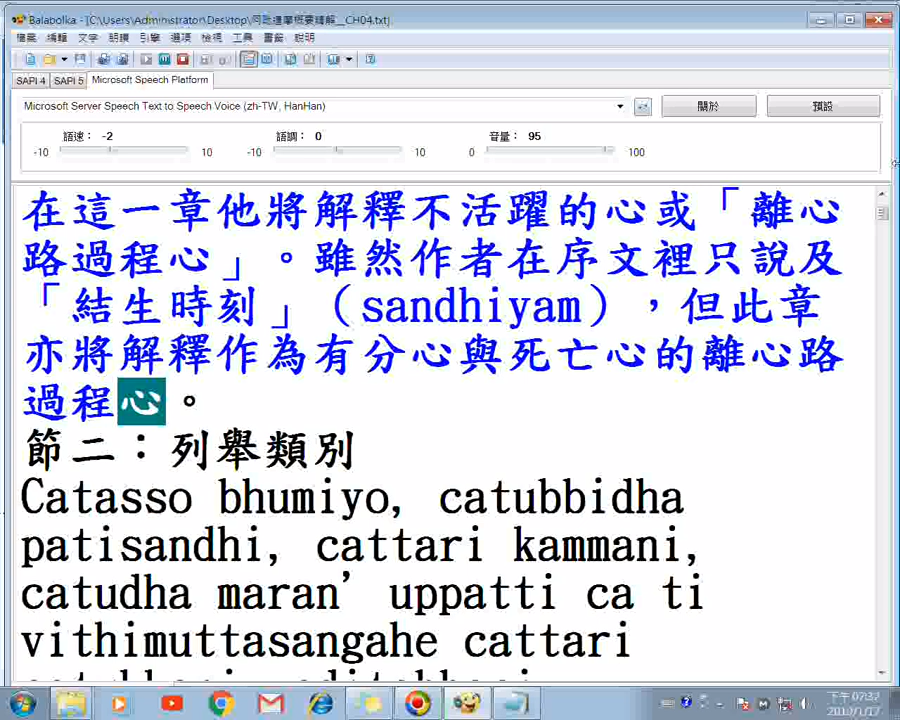 Balabolka - [C:\Users\Administrator\Desktop\阿毗達摩概要精解__CH04.txt]
檔案 編輯 文字 朗讀 引擎 選項 檢視 工具 書籤 說明
SAPI 4 SAPI 5 Microsoft Speech Platform
Microsoft Server Speech Text to Speech Voice (zh-TW, HanHan) 關於 預設
語速： -2 語調： 0 音量： 95
-10 10 -10 10 0 100
在這一章他將解釋不活躍的心或「離心
路過程心」。雖然作者在序文裡只說及
「結生時刻」（sandhiyam），但此章
亦將解釋作為有分心與死亡心的離心路
過程心。
節二：列舉類別
Catasso bhumiyo, catubbidha
patisandhi, cattari kammani,
catudha maran' uppatti ca ti
vithimuttasangahe cattari
下午 07:32